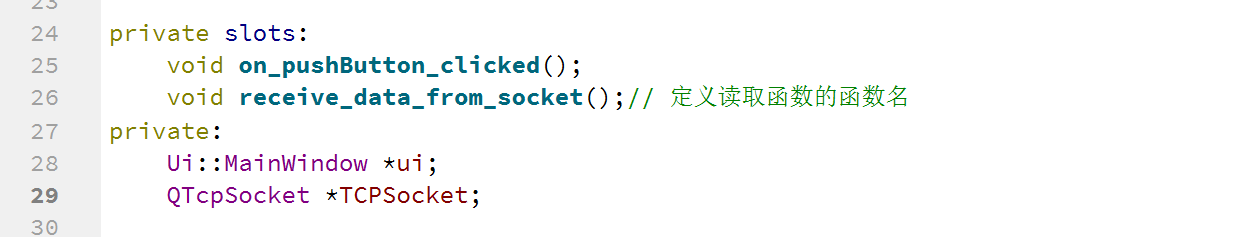 23
24 private slots:
25 void on_pushButton_clicked();
26 void receive_data_from_socket();// 定义读取函数的函数名
27 private:
28 Ui::MainWindow *ui;
29 QTcpSocket *TCPSocket;
30